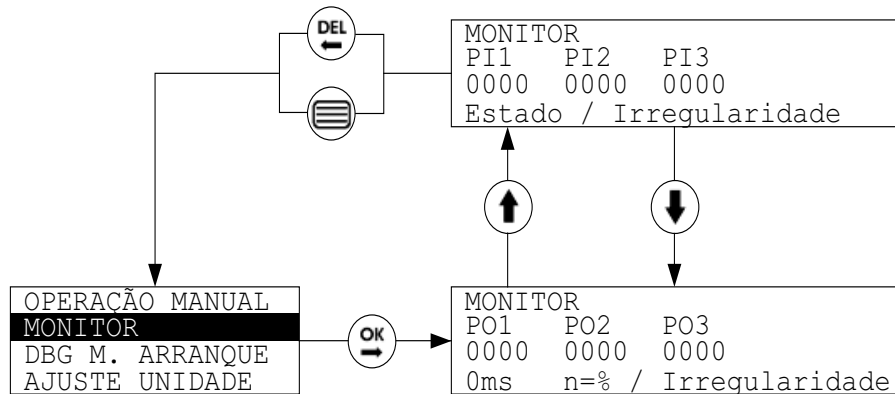 DEL
MONITOR
PI1 PI2 PI3
0000 0000 0000
Estado / Irregularidade
OPERAÇÃO MANUAL
MONITOR
DBG M. ARRANQUE
AJUSTE UNIDADE
OK
MONITOR
PO1 PO2 PO3
0000 0000 0000
0ms n=% / Irregularidade